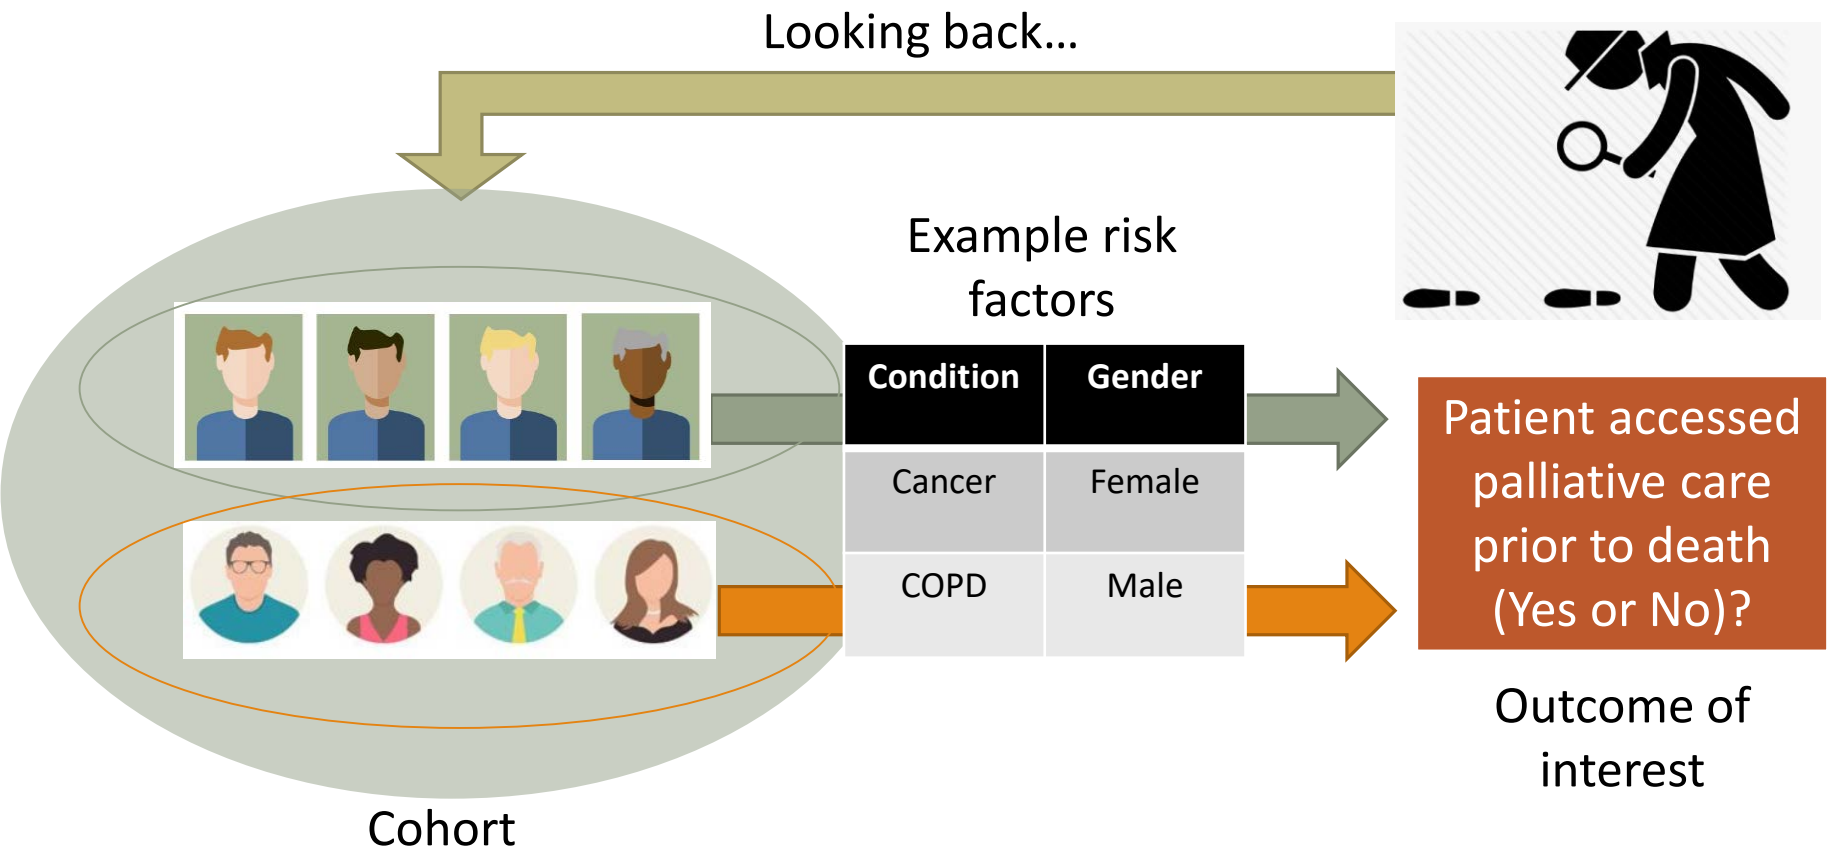 Looking back...
Example risk
factors
Condition Gender
Cancer Female
COPD Male
Patient accessed
palliative care
prior to death
(Yes or No)?
Outcome of
interest
Cohort